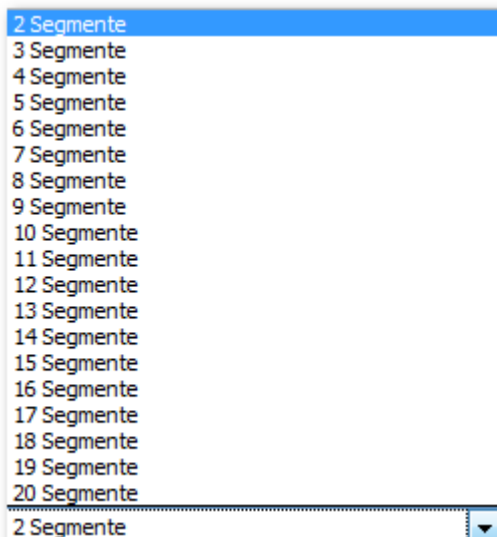 2 Segmente
3 Segmente
4 Segmente
5 Segmente
6 Segmente
7 Segmente
8 Segmente
9 Segmente
10 Segmente
11 Segmente
12 Segmente
13 Segmente
14 Segmente
15 Segmente
16 Segmente
17 Segmente
18 Segmente
19 Segmente
20 Segmente
2 Segmente